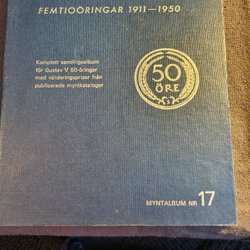 FEMTIOÖRINGAR 1911—1950
Komplett samlingsalbum
för Gustav V 50-öringar
med värderingspriser från
publicerade myntkataloger
50
ÖRE
MYNTALBUM NR 17